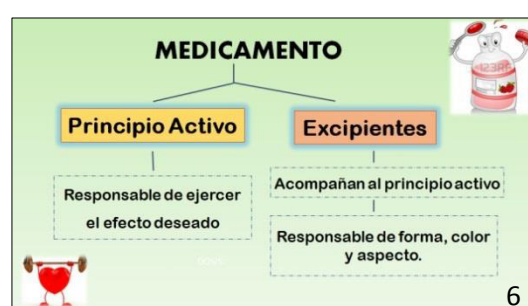 MEDICAMENTO
Principio Activo
Excipientes
Responsable de ejercer
el efecto deseado
Acompañan al principio activo
Responsable de forma, color
y aspecto.
6